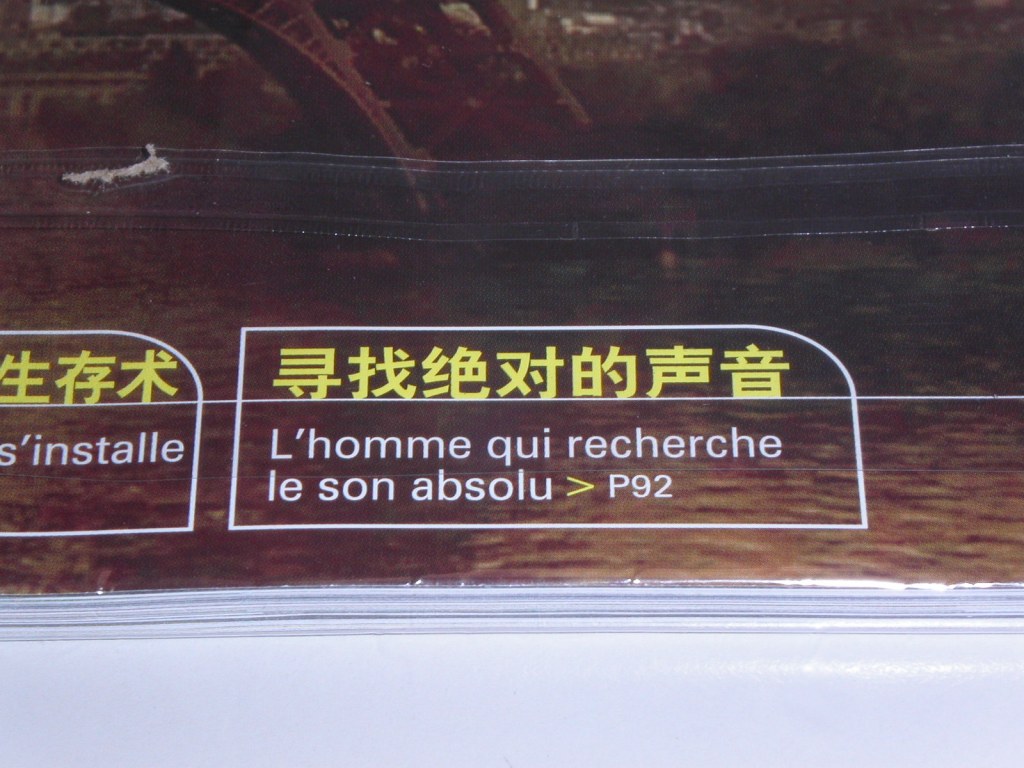 生存术
s'installe
寻找绝对的声音
L'homme qui recherche
le son absolu > P92